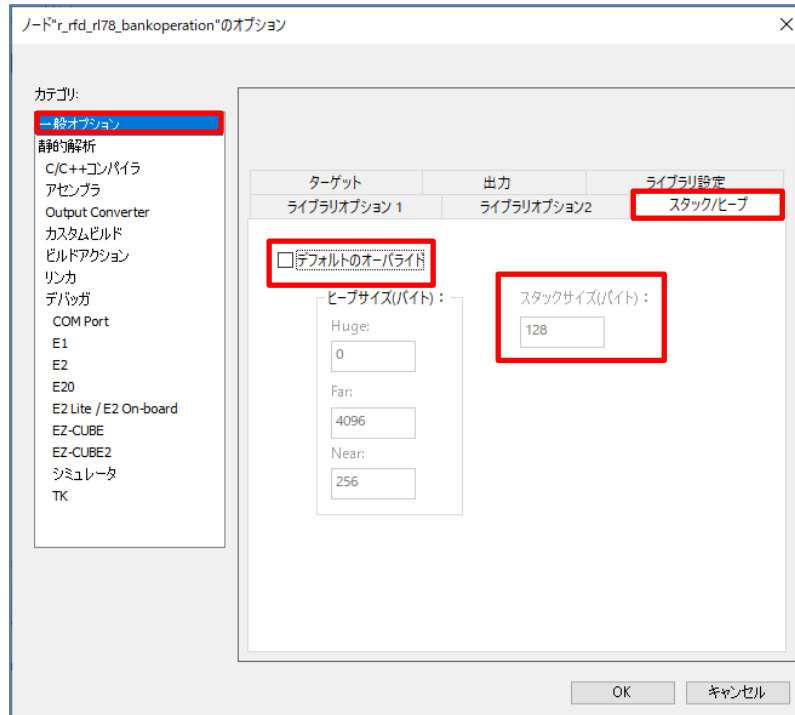 ノード"r_rfd_rl78_bankoperation"のオプション
カテゴリ:
一般オプション
静的解析
C/C++コンパイラ
アセンブラ
Output Converter
カスタムビルド
ビルドアクション
リンカ
デバッガ
COM Port
E1
E2
E20
E2 Lite / E2 On-board
EZ-CUBE
EZ-CUBE2
シミュレータ
TK
ターゲット 出力 ライブラリ設定
ライブラリオプション 1 ライブラリオプション2 スタック/ヒープ
デフォルトのオーバライド
ヒープサイズ(バイト)： スタックサイズ(バイト)：
Huge: 128
0
Far:
4096
Near:
256
OK キャンセル